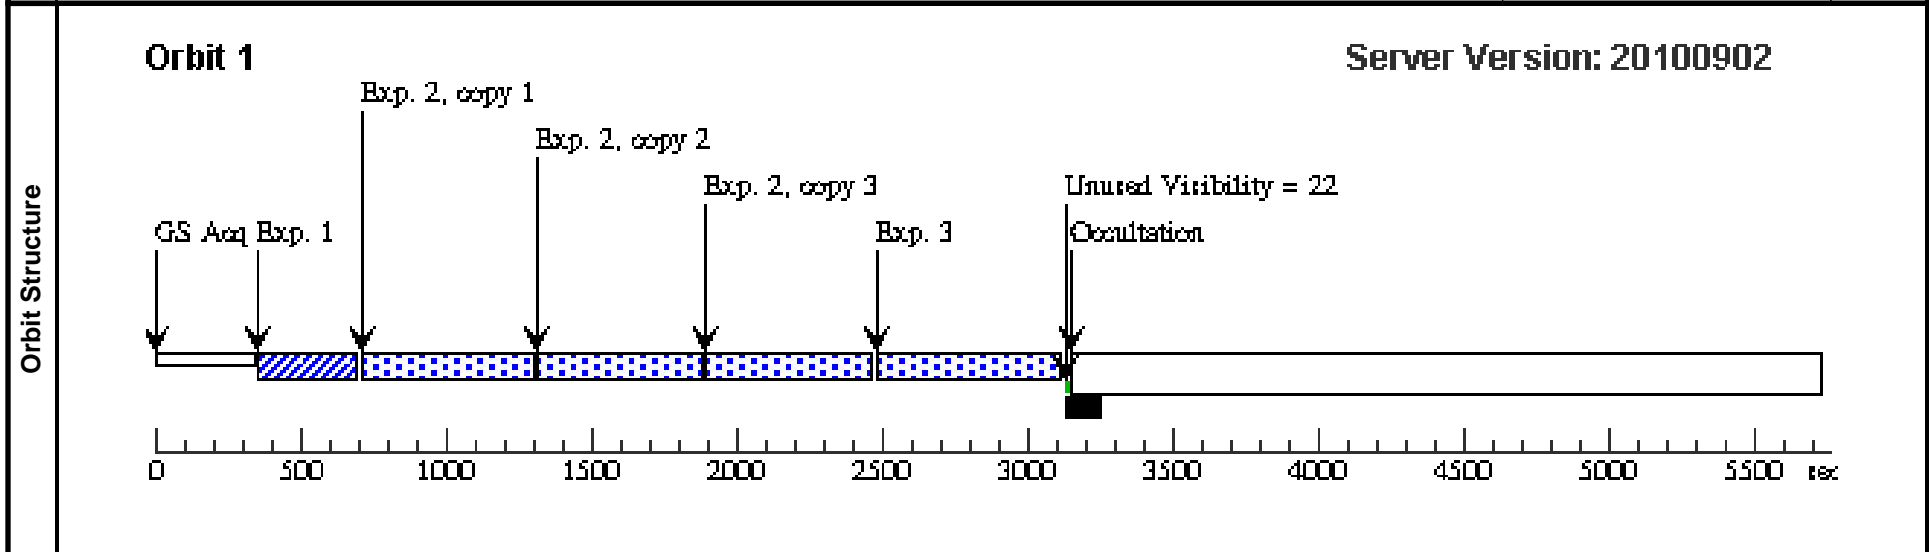 Orbit 1 Server Version: 20100902
Exp. 2, copy 1
Exp. 2, copy 2
Exp. 2, copy 3 Unused Visibility = 22
GS Acq Exp. 1 Exp. 3 Occultation
Orbit Structure
0 500 1000 1500 2000 2500 3000 3500 4000 4500 5000 5500 sec